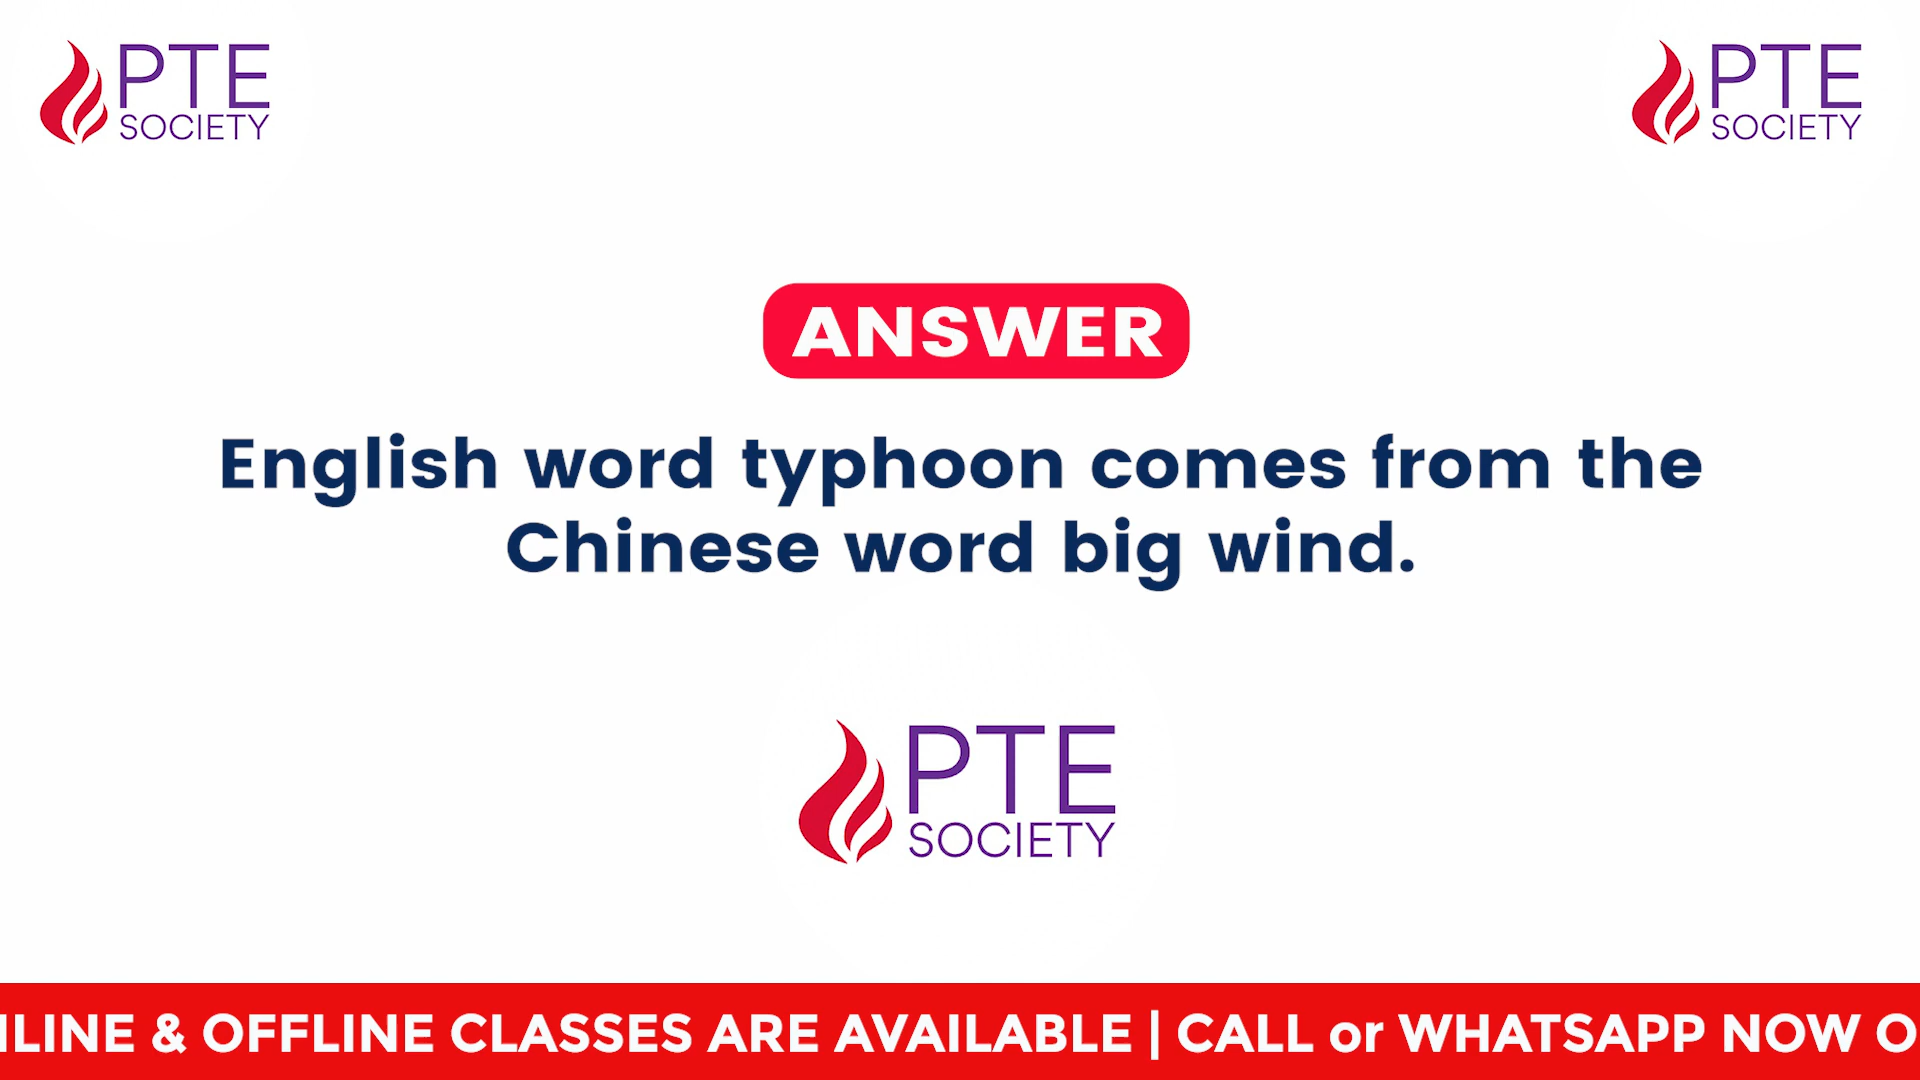 PTE
SOCIETY
PTE
SOCIETY
ANSWER
English word typhoon comes from the
Chinese word big wind.
PTE
SOCIETY
NLINE & OFFLINE CLASSES ARE AVAILABLE | CALL or WHATSAPP NOW O